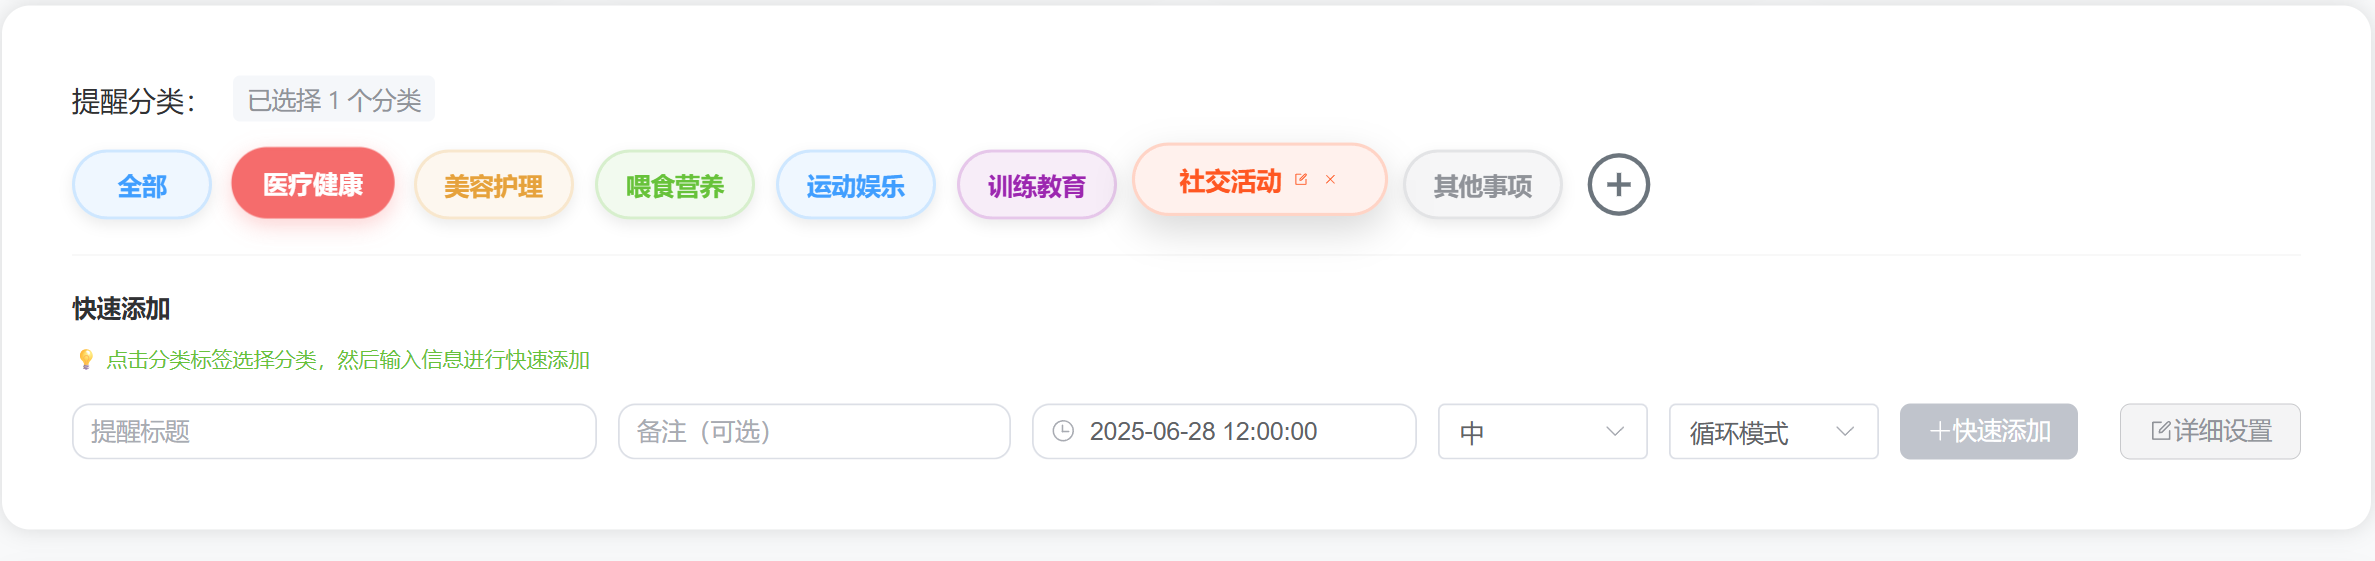 提醒分类： 已选择 1 个分类
全部 医疗健康 美容护理 喂食营养 运动娱乐 训练教育 社交活动 其他事项
快速添加
点击分类标签选择分类，然后输入信息进行快速添加
提醒标题 备注（可选） 2025-06-28 12:00:00 中 循环模式 快速添加 详细设置